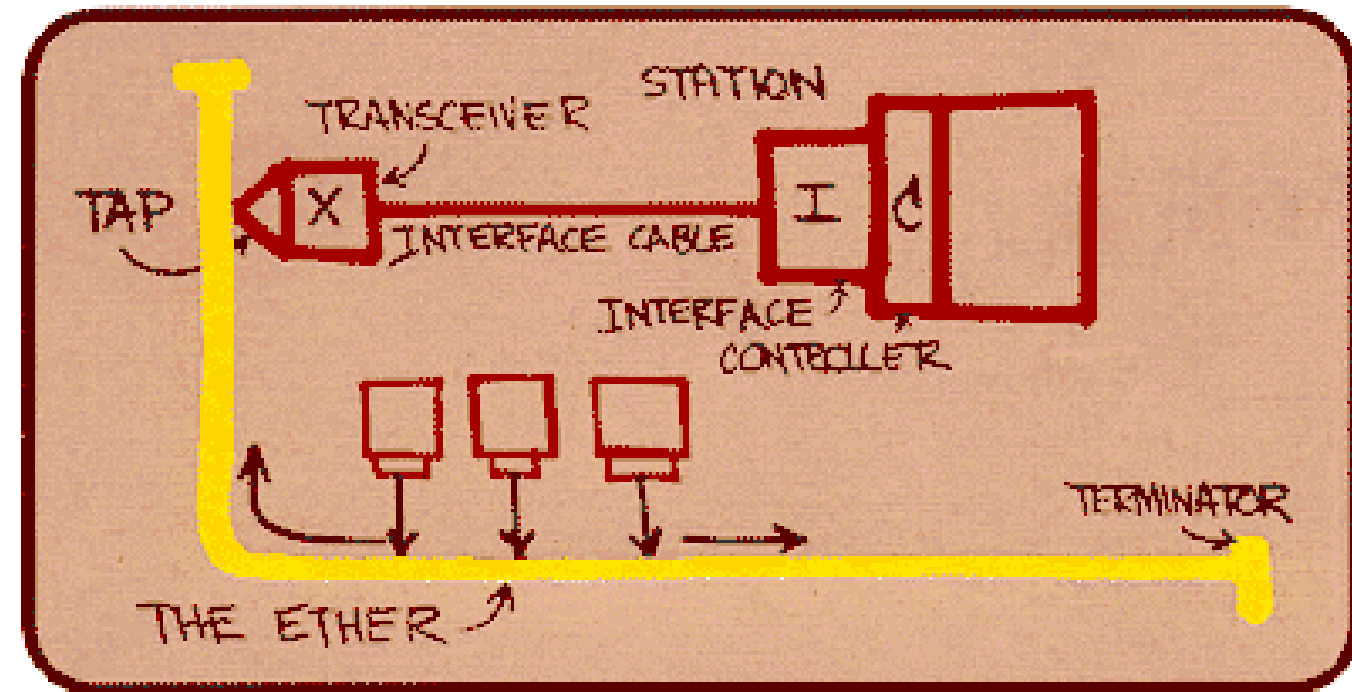 STATION
TRANSCEIVER
TAP
X
I
C
INTERFACE CABLE
INTERFACE
CONTROLLER
TERMINATOR
THE ETHER